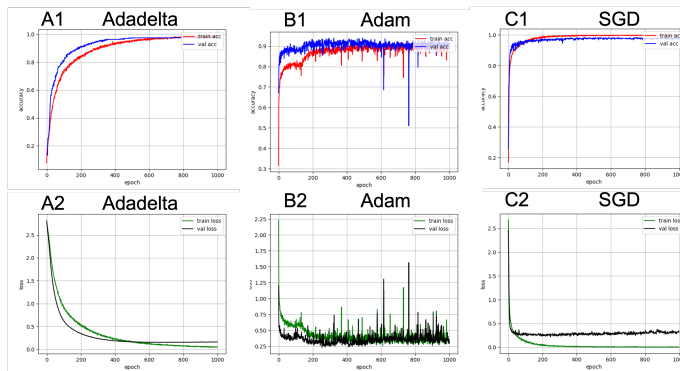 A1 Adadelta
B1 Adam
C1 SGD
train acc
val acc
train acc
val acc
train acc
val acc
accuracy
1.0
0.8
0.6
0.4
0.2
0 200 400 600 800 1000
epoch
accuracy
0.9
0.8
0.7
0.6
0.5
0.4
0.3
0 200 400 600 800 1000
epoch
1.0
0.8
0.6
0.4
0.2
0 200 400 600 800 1000
epoch
A2 Adadelta
B2 Adam
C2 SGD
train loss
val loss
train loss
val loss
train loss
val loss
loss
2.5
2.0
1.5
1.0
0.5
0.0
0 200 400 600 800 1000
epoch
2.25
2.00
1.75
1.50
1.25
1.00
0.75
0.50
0.25
0 200 400 600 800 1000
epoch
loss
2.5
2.0
1.5
1.0
0.5
0.0
0 200 400 600 800 1000
epoch